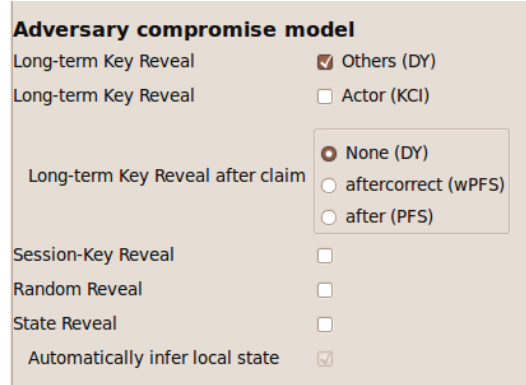 Adversary compromise model
Long-term Key Reveal Others (DY)
Long-term Key Reveal Actor (KCI)
None (DY)
Long-term Key Reveal after claim aftercorrect (wPFS)
after (PFS)
Session-Key Reveal
Random Reveal
State Reveal
Automatically infer local state